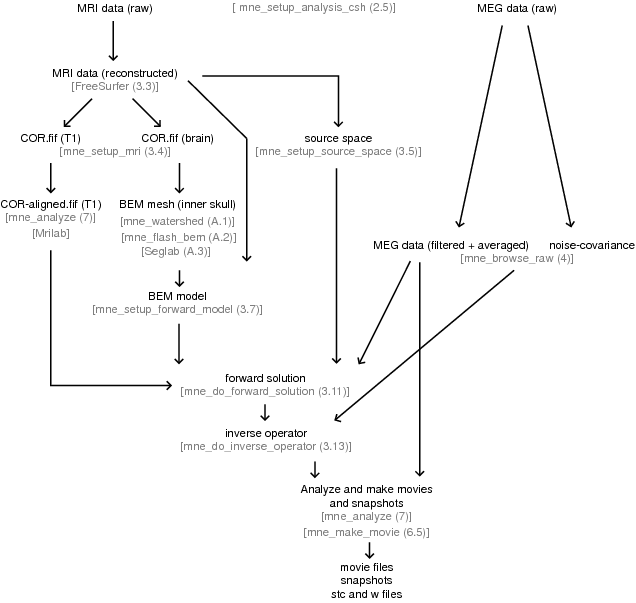 MRI data (raw)
[ mne_setup_analysis_csh (2.5)]
MEG data (raw)
MRI data (reconstructed)
[FreeSurfer (3.3)]
COR.fif (T1)
COR.fif (brain)
[mne_setup_mri (3.4)]
source space
[mne_setup_source_space (3.5)]
COR-aligned.fif (T1)
[mne_analyze (7)]
[Mrilab]
BEM mesh (inner skull)
[mne_watershed (A.1)]
[mne_flash_bem (A.2)]
[Seglab (A.3)]
MEG data (filtered + averaged)
noise-covariance
[mne_browse_raw (4)]
BEM model
[mne_setup_forward_model (3.7)]
forward solution
[mne_do_forward_solution (3.11)]
inverse operator
[mne_do_inverse_operator (3.13)]
Analyze and make movies
and snapshots
[mne_analyze (7)]
[mne_make_movie (6.5)]
movie files
snapshots
stc and w files